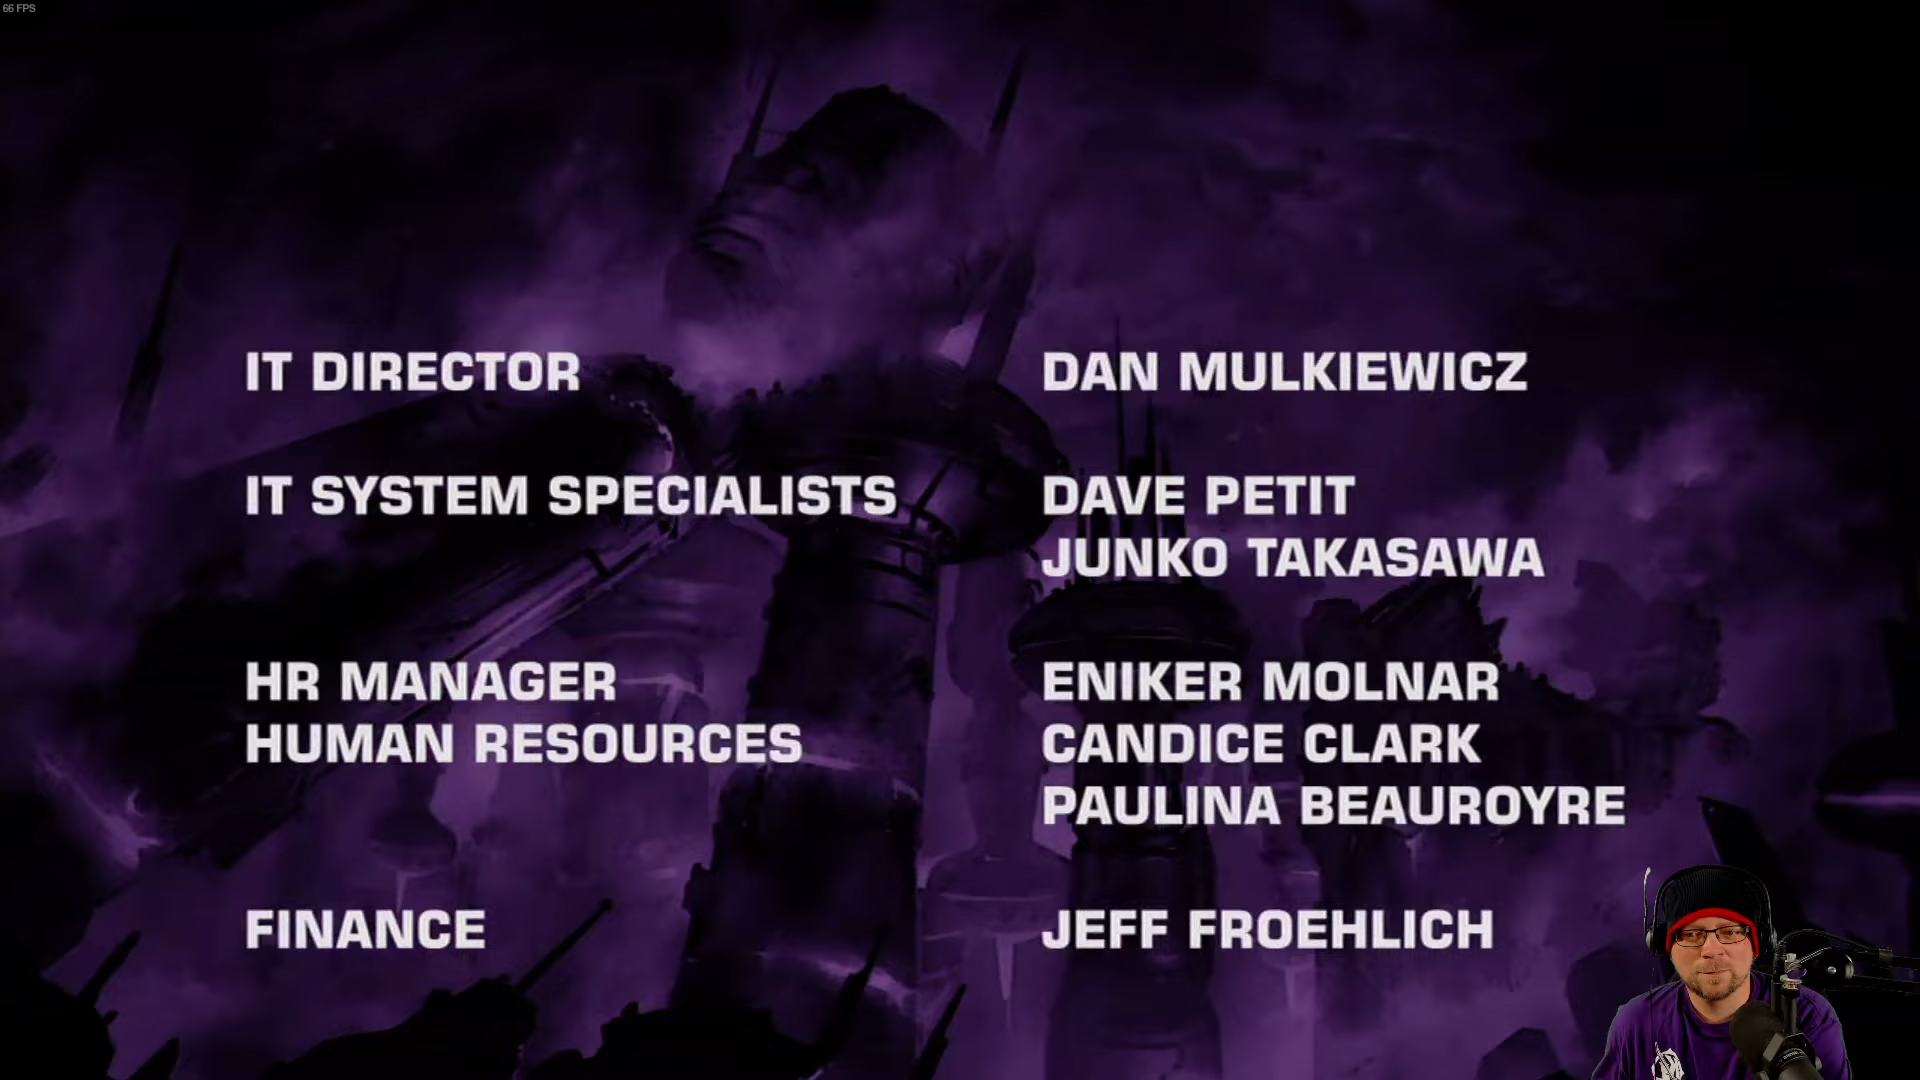 66 FPS
IT DIRECTOR DAN MULKIEWICZ
IT SYSTEM SPECIALISTS DAVE PETIT
JUNKO TAKASAWA
HR MANAGER ENIKER MOLNAR
HUMAN RESOURCES CANDICE CLARK
PAULINA BEAUROYRE
FINANCE JEFF FROEHLICH